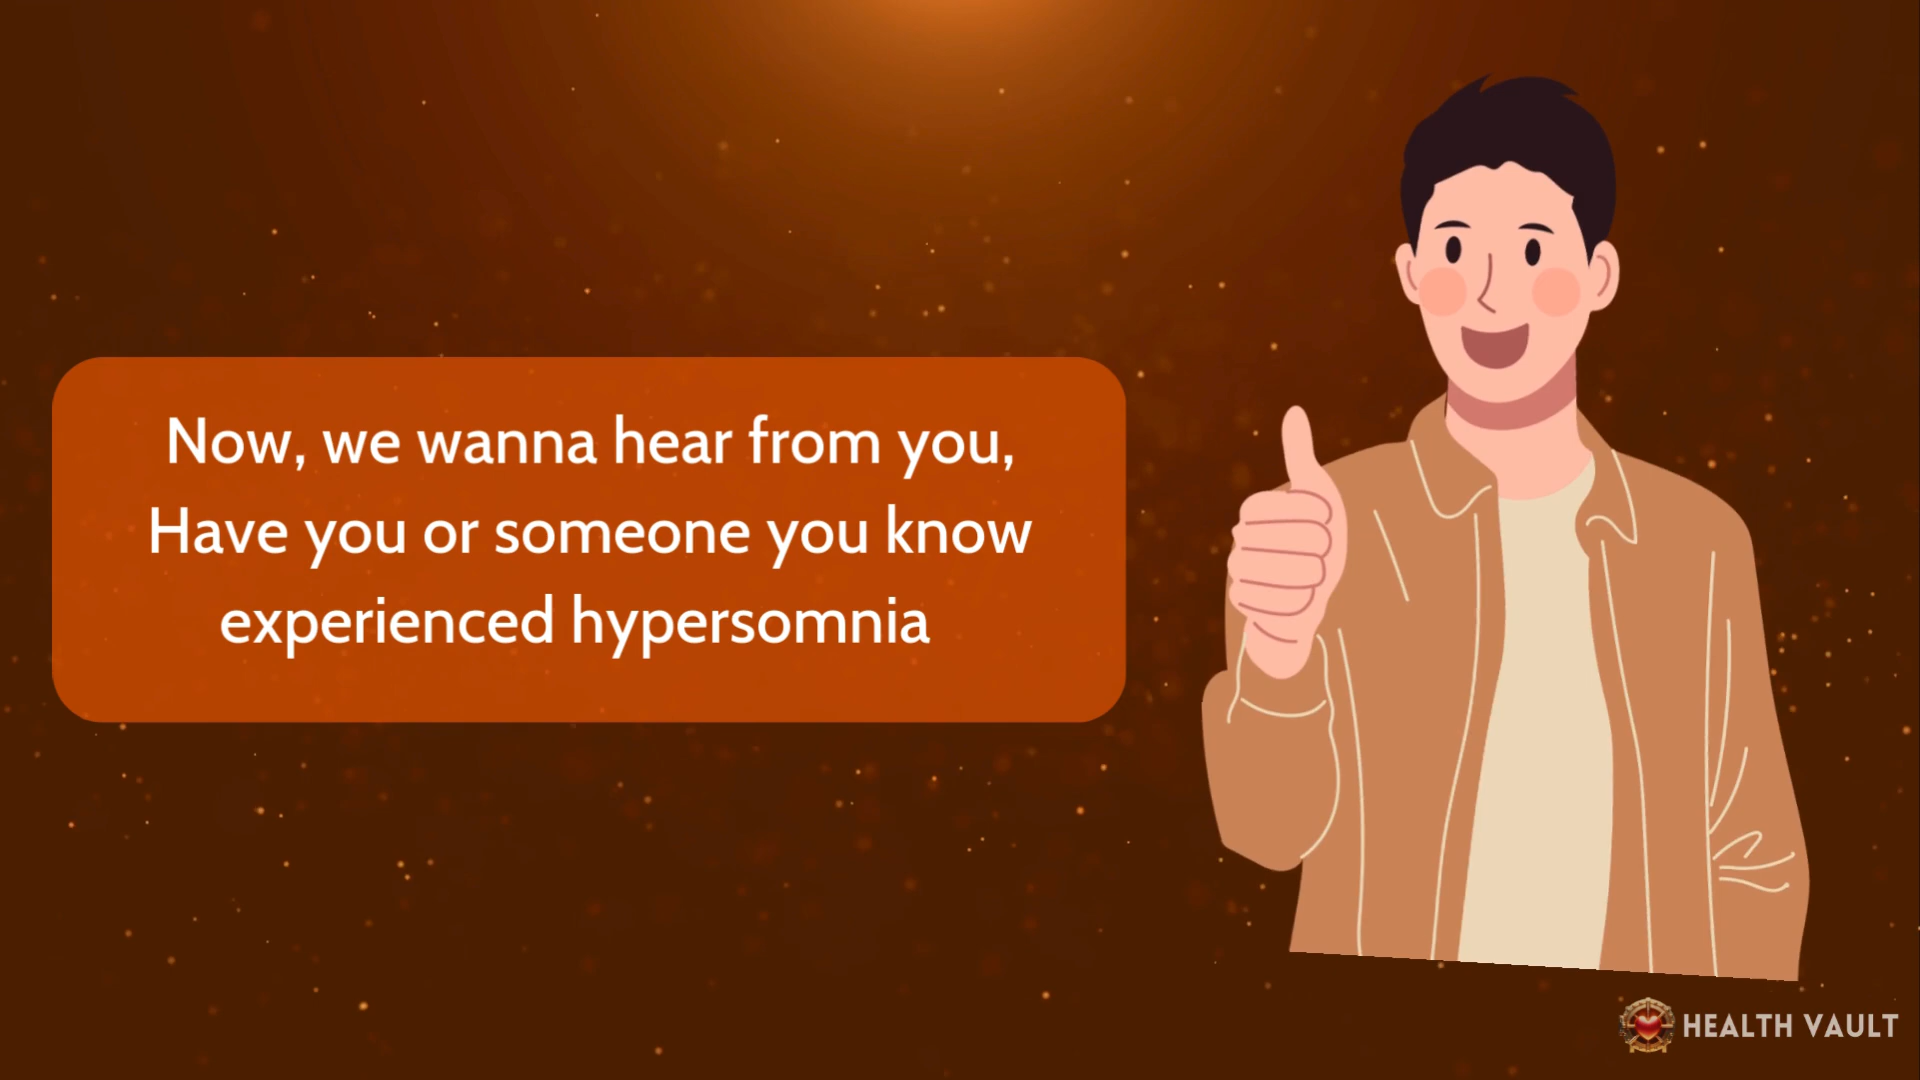 Now, we wanna hear from you,
Have you or someone you know
experienced hypersomnia
HEALTH VAULT